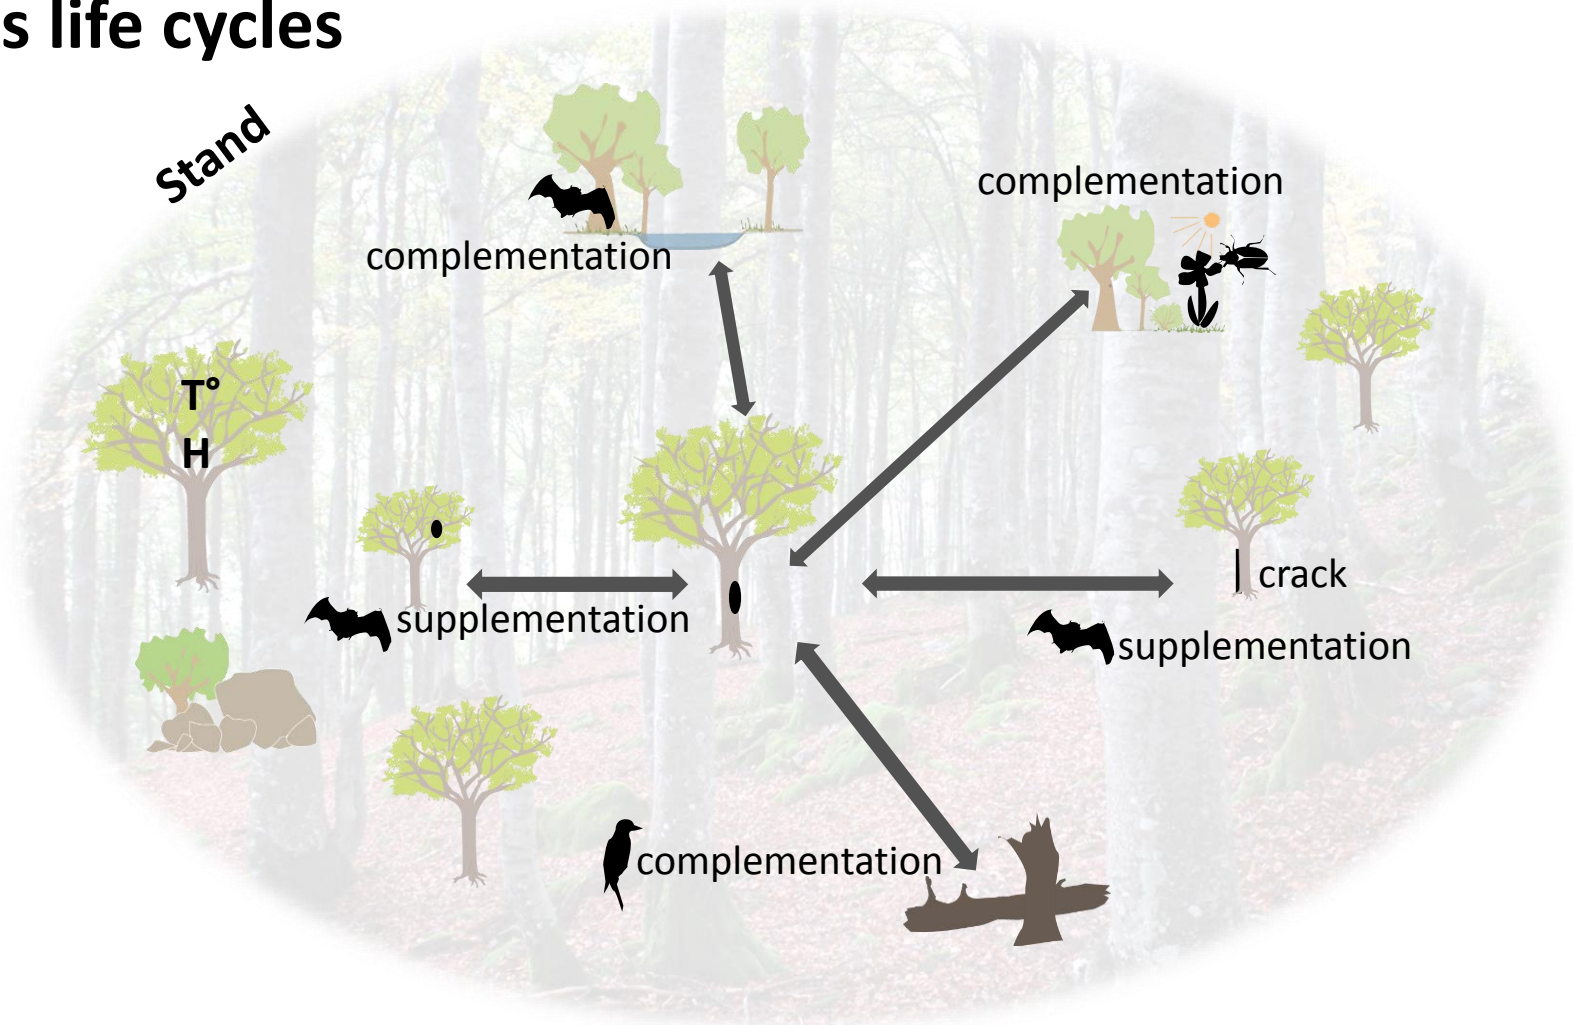 s life cycles
Stand
complementation
complementation
T°
H
crack
supplementation
supplementation
complementation